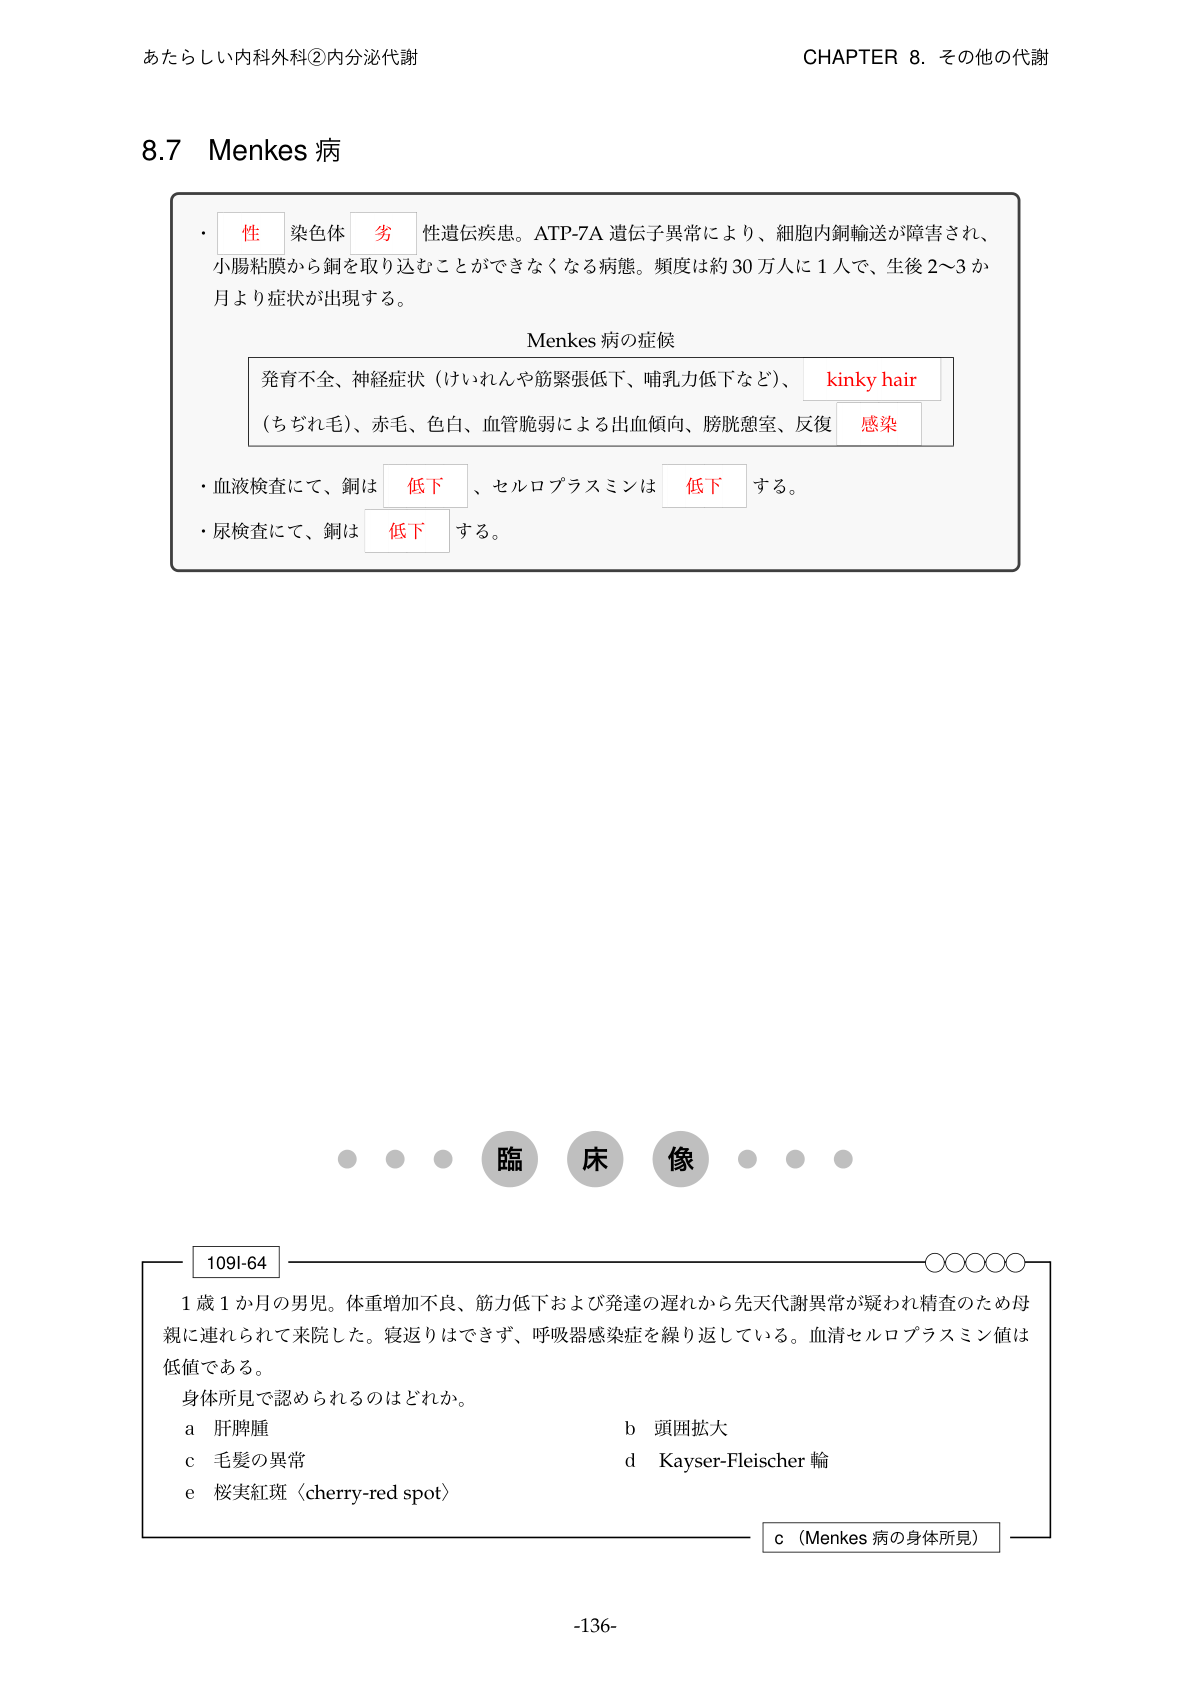 あたらしい内科外科②内分泌代謝
CHAPTER 8. その他の代謝
8.7 Menkes 病
・ 性 染色体 劣 性遺伝疾患。ATP-7A 遺伝子異常により、細胞内銅輸送が障害され、
小腸粘膜から銅を取り込むことができなくなる病態。頻度は約 30 万人に 1 人で、生後 2〜3 か
月より症状が出現する。
Menkes 病の症候
発育不全、神経症状（けいれんや筋緊張低下、哺乳力低下など）、 kinky hair
（ちぢれ毛）、赤毛、色白、血管脆弱による出血傾向、膀胱憩室、反復 感染
・血液検査にて、銅は 低下 、セルロプラスミンは 低下 する。
・尿検査にて、銅は 低下 する。
臨 床 像
109I-64
1 歳 1 か月の男児。体重増加不良、筋力低下および発達の遅れから先天代謝異常が疑われ精査のため母
親に連れられて来院した。寝返りはできず、呼吸器感染症を繰り返している。血清セルロプラスミン値は
低値である。
身体所見で認められるのはどれか。
a 肝脾腫
b 頭囲拡大
c 毛髪の異常
d Kayser-Fleischer 輪
e 桜実紅斑〈cherry-red spot〉
c （Menkes 病の身体所見）
-136-